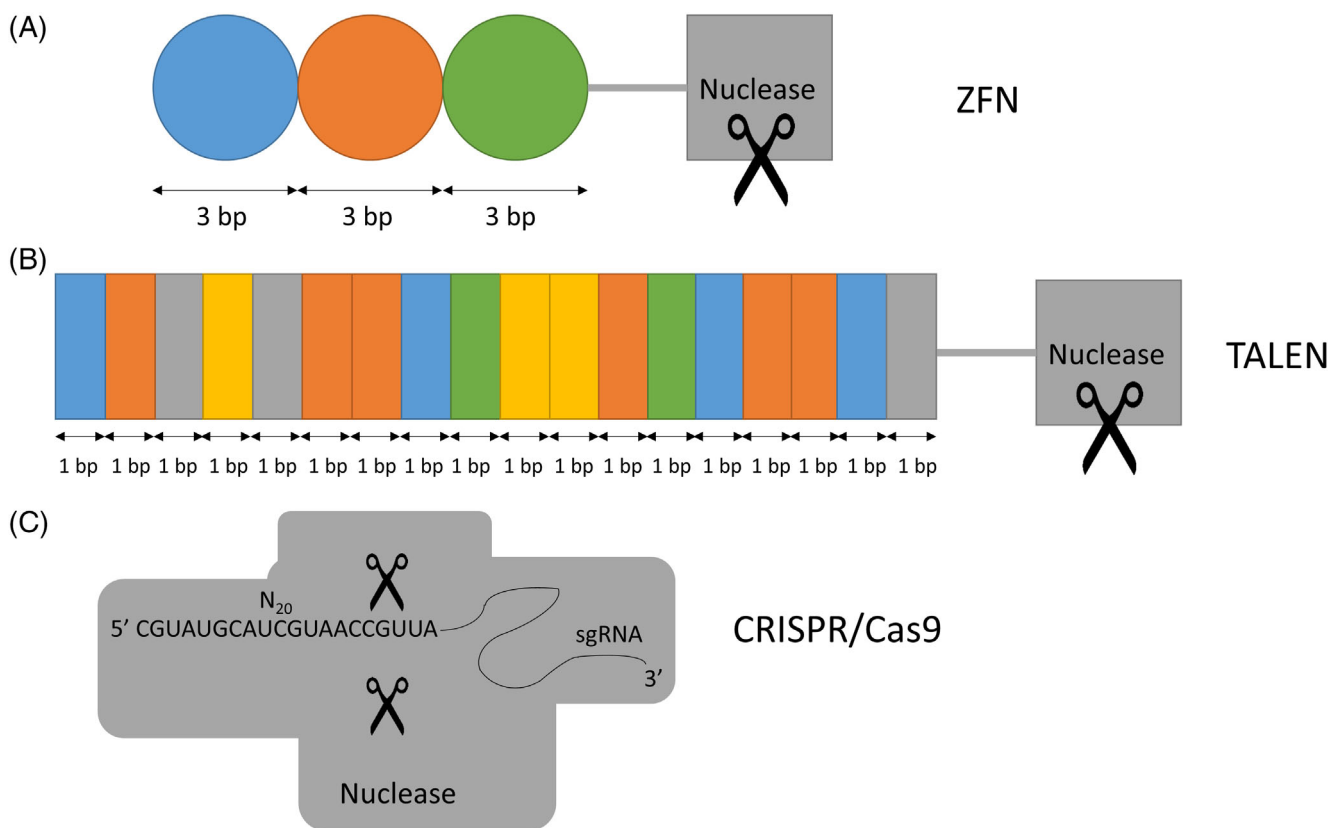 (A)
Nuclease
ZFN
3 bp 3 bp 3 bp
(B)
Nuclease
TALEN
1 bp 1 bp 1 bp 1 bp 1 bp 1 bp 1 bp 1 bp 1 bp 1 bp 1 bp 1 bp 1 bp 1 bp 1 bp 1 bp 1 bp 1 bp
(C)
N₂₀
5’ CGUAUGCAUCGUAACCGUUA
sgRNA
3’
CRISPR/Cas9
Nuclease